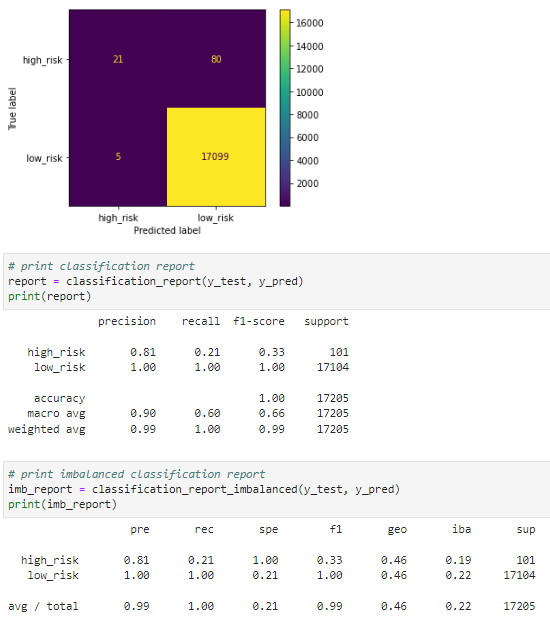 16000
high_risk 21 80
14000
12000
10000
True label
8000
6000
low_risk 5 17099
4000
2000
high_risk low_risk
Predicted label
# print classification report
report = classification_report(y_test, y_pred)
print(report)
precision recall f1-score support
high_risk 0.81 0.21 0.33 101
low_risk 1.00 1.00 1.00 17104
accuracy 1.00 17205
macro avg 0.90 0.60 0.66 17205
weighted avg 0.99 1.00 0.99 17205
# print imbalanced classification report
imb_report = classification_report_imbalanced(y_test, y_pred)
print(imb_report)
pre rec spe f1 geo iba sup
high_risk 0.81 0.21 1.00 0.33 0.46 0.19 101
low_risk 1.00 1.00 0.21 1.00 0.46 0.22 17104
avg / total 0.99 1.00 0.21 0.99 0.46 0.22 17205